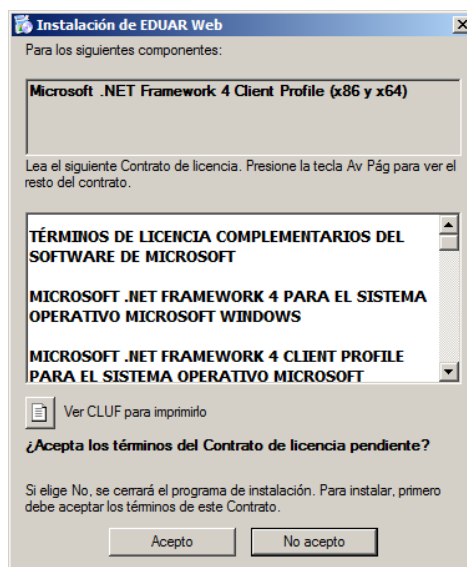 Instalación de EDUAR Web
Para los siguientes componentes:
Microsoft .NET Framework 4 Client Profile (x86 y x64)
Lea el siguiente Contrato de licencia. Presione la tecla Av Pág para ver el
resto del contrato.
TÉRMINOS DE LICENCIA COMPLEMENTARIOS DEL
SOFTWARE DE MICROSOFT
MICROSOFT .NET FRAMEWORK 4 PARA EL SISTEMA
OPERATIVO MICROSOFT WINDOWS
MICROSOFT .NET FRAMEWORK 4 CLIENT PROFILE
PARA EL SISTEMA OPERATIVO MICROSOFT
Ver CLUF para imprimirlo
¿Acepta los términos del Contrato de licencia pendiente?
Si elige No, se cerrará el programa de instalación. Para instalar, primero
debe aceptar los términos de este Contrato.
Acepto
No acepto